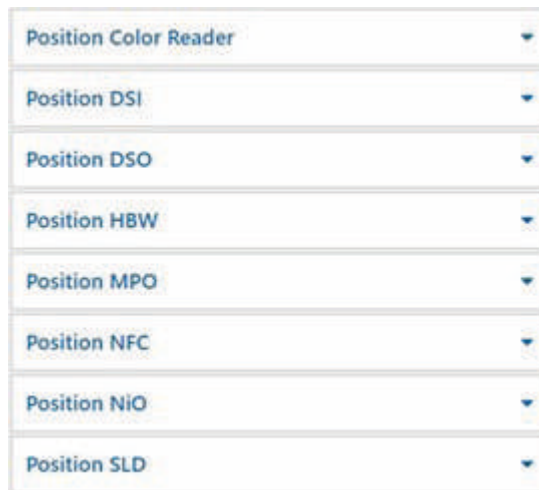 Position Color Reader
Position DSI
Position DSO
Position HBW
Position MPO
Position NFC
Position NiO
Position SLD